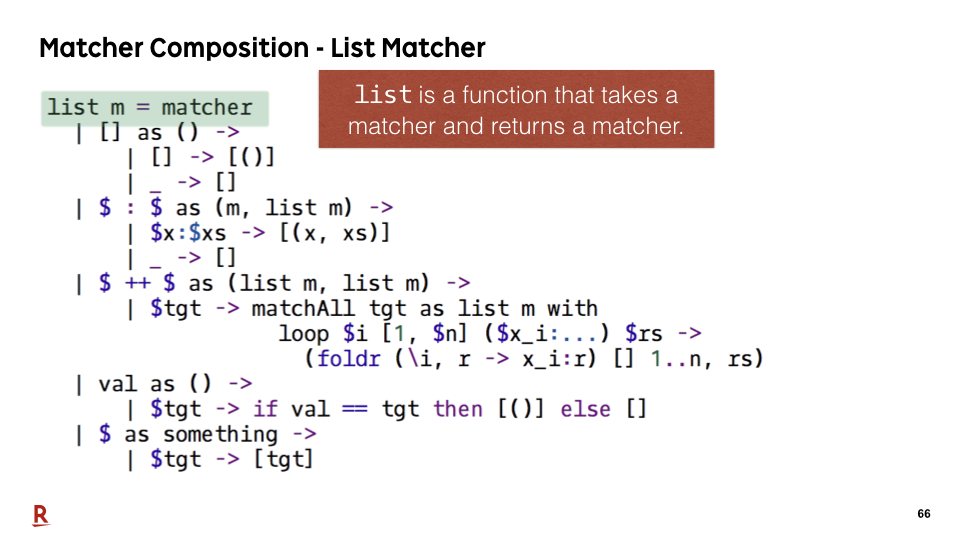 Matcher Composition - List Matcher
list is a function that takes a
matcher and returns a matcher.
list m = matcher
| [] as () ->
| [] -> [()]
| _ -> []
| $ : $ as (m, list m) ->
| $x:$xs -> [(x, xs)]
| _ -> []
| $ ++ $ as (list m, list m) ->
| $tgt -> matchAll tgt as list m with
loop $i [1, $n] ($x_i:...) $rs ->
(foldr (\i, r -> x_i:r) [] 1..n, rs)
| val as () ->
| $tgt -> if val == tgt then [()] else []
| $ as something ->
| $tgt -> [tgt]
R
66